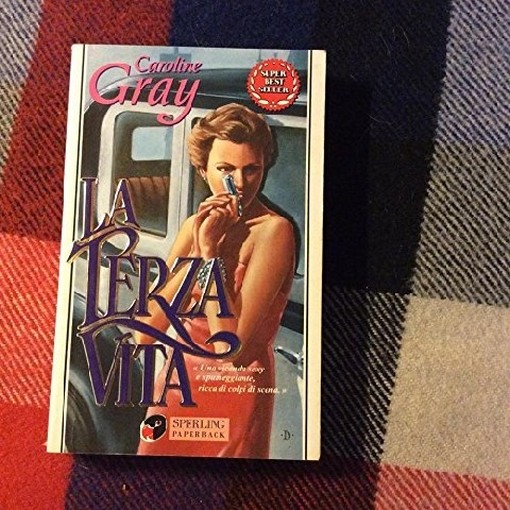 Caroline
Gray
SUPER
BEST
SELLER
LA
TERZA
VITA
« Una vicenda sexy
e spumeggiante,
ricca di colpi di scena. »
SPERLING
PAPERBACK
·D·